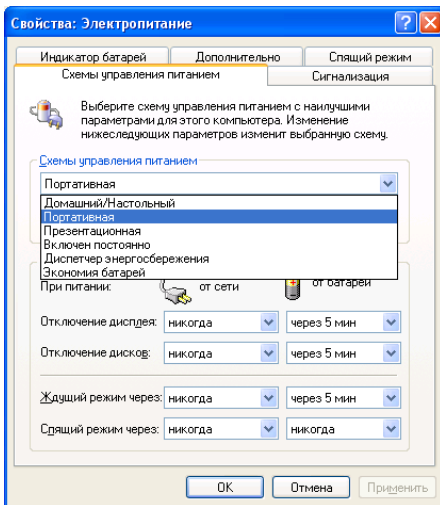 Свойства: Электропитание
Индикатор батарей Дополнительно Спящий режим
Схемы управления питанием Сигнализация
Выберите схему управления питанием с наилучшими
параметрами для этого компьютера. Изменение
нижеследующих параметров изменит выбранную схему.
Схемы управления питанием
Портативная
Домашний/Настольный
Портативная
Презентационная
Включен постоянно
Диспетчер энергосбережения
Экономия батарей
При питании: от сети от батарей
Отключение дисплея: никогда через 5 мин
Отключение дисков: никогда через 5 мин
Ждущий режим через: никогда через 5 мин
Спящий режим через: никогда никогда
OK Отмена Применить